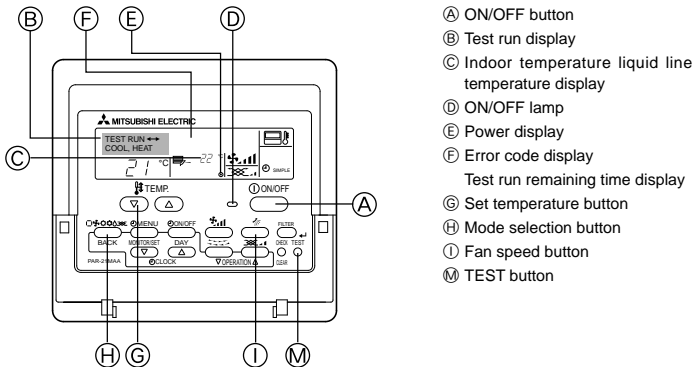 Ⓑ Ⓕ Ⓔ Ⓓ
MITSUBISHI ELECTRIC
TEST RUN
COOL, HEAT
Ⓒ
21 °C
22 °C
SIMPLE
TEMP.
ON/OFF
Ⓐ
MENU ON/OFF FILTER
BACK MONITOR/SET DAY CHECK TEST
PAR-21MAA
CLOCK OPERATION CLEAR
Ⓗ Ⓖ Ⓘ Ⓜ
Ⓐ ON/OFF button
Ⓑ Test run display
Ⓒ Indoor temperature liquid line
temperature display
Ⓓ ON/OFF lamp
Ⓔ Power display
Ⓕ Error code display
Test run remaining time display
Ⓖ Set temperature button
Ⓗ Mode selection button
Ⓘ Fan speed button
Ⓜ TEST button